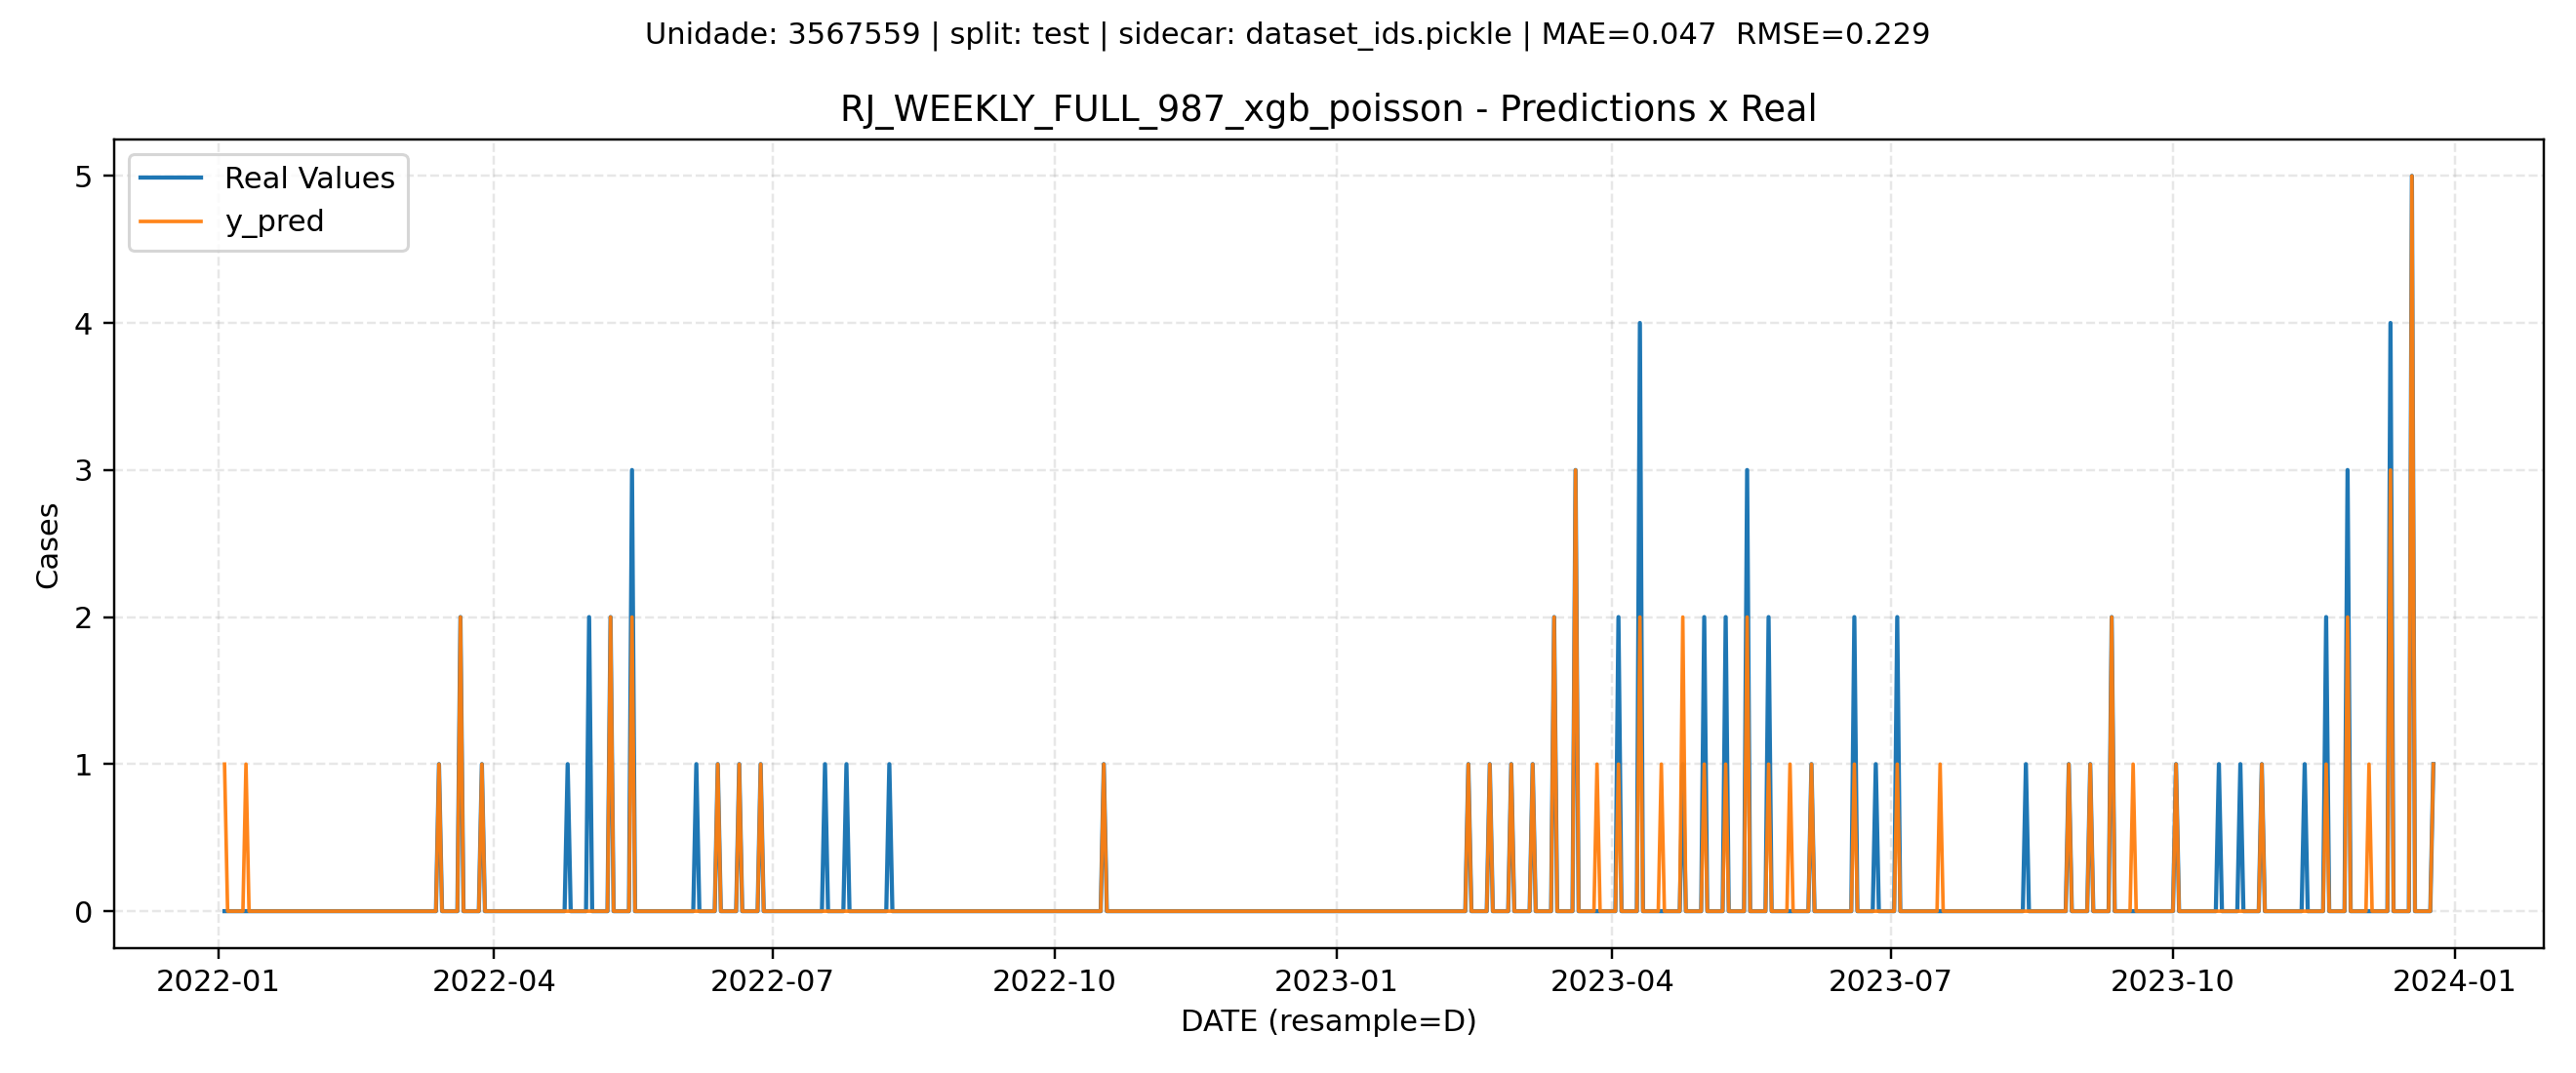 Unidade: 3567559 | split: test | sidecar: dataset_ids.pickle | MAE=0.047  RMSE=0.229
RJ_WEEKLY_FULL_987_xgb_poisson - Predictions x Real
Real Values
y_pred
5
4
3
2
1
0
Cases
2022-01 2022-04 2022-07 2022-10 2023-01 2023-04 2023-07 2023-10 2024-01
DATE (resample=D)